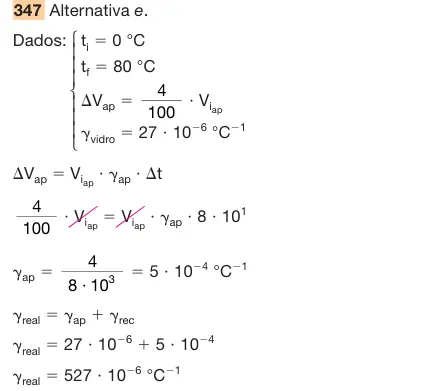 347 Alternativa e.
Dados: { tᵢ = 0 °C
t_f = 80 °C
ΔV_ap = 4/100 · V_i_ap
γ_vidro = 27 · 10⁻⁶ °C⁻¹
ΔV_ap = V_i_ap · γ_ap · Δt
4/100 · V_i_ap = V_i_ap · γ_ap · 8 · 10¹
γ_ap = 4/(8 · 10³) = 5 · 10⁻⁴ °C⁻¹
γ_real = γ_ap + γ_rec
γ_real = 27 · 10⁻⁶ + 5 · 10⁻⁴
γ_real = 527 · 10⁻⁶ °C⁻¹